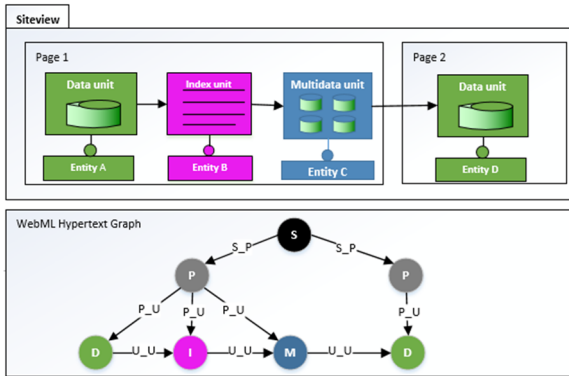 Siteview
Page 1
Page 2
Data unit
Index unit
Multidata unit
Data unit
Entity A
Entity B
Entity C
Entity D
WebML Hypertext Graph
S
S_P
S_P
P
P
P_U
P_U
P_U
P_U
D
U_U
I
U_U
M
U_U
D